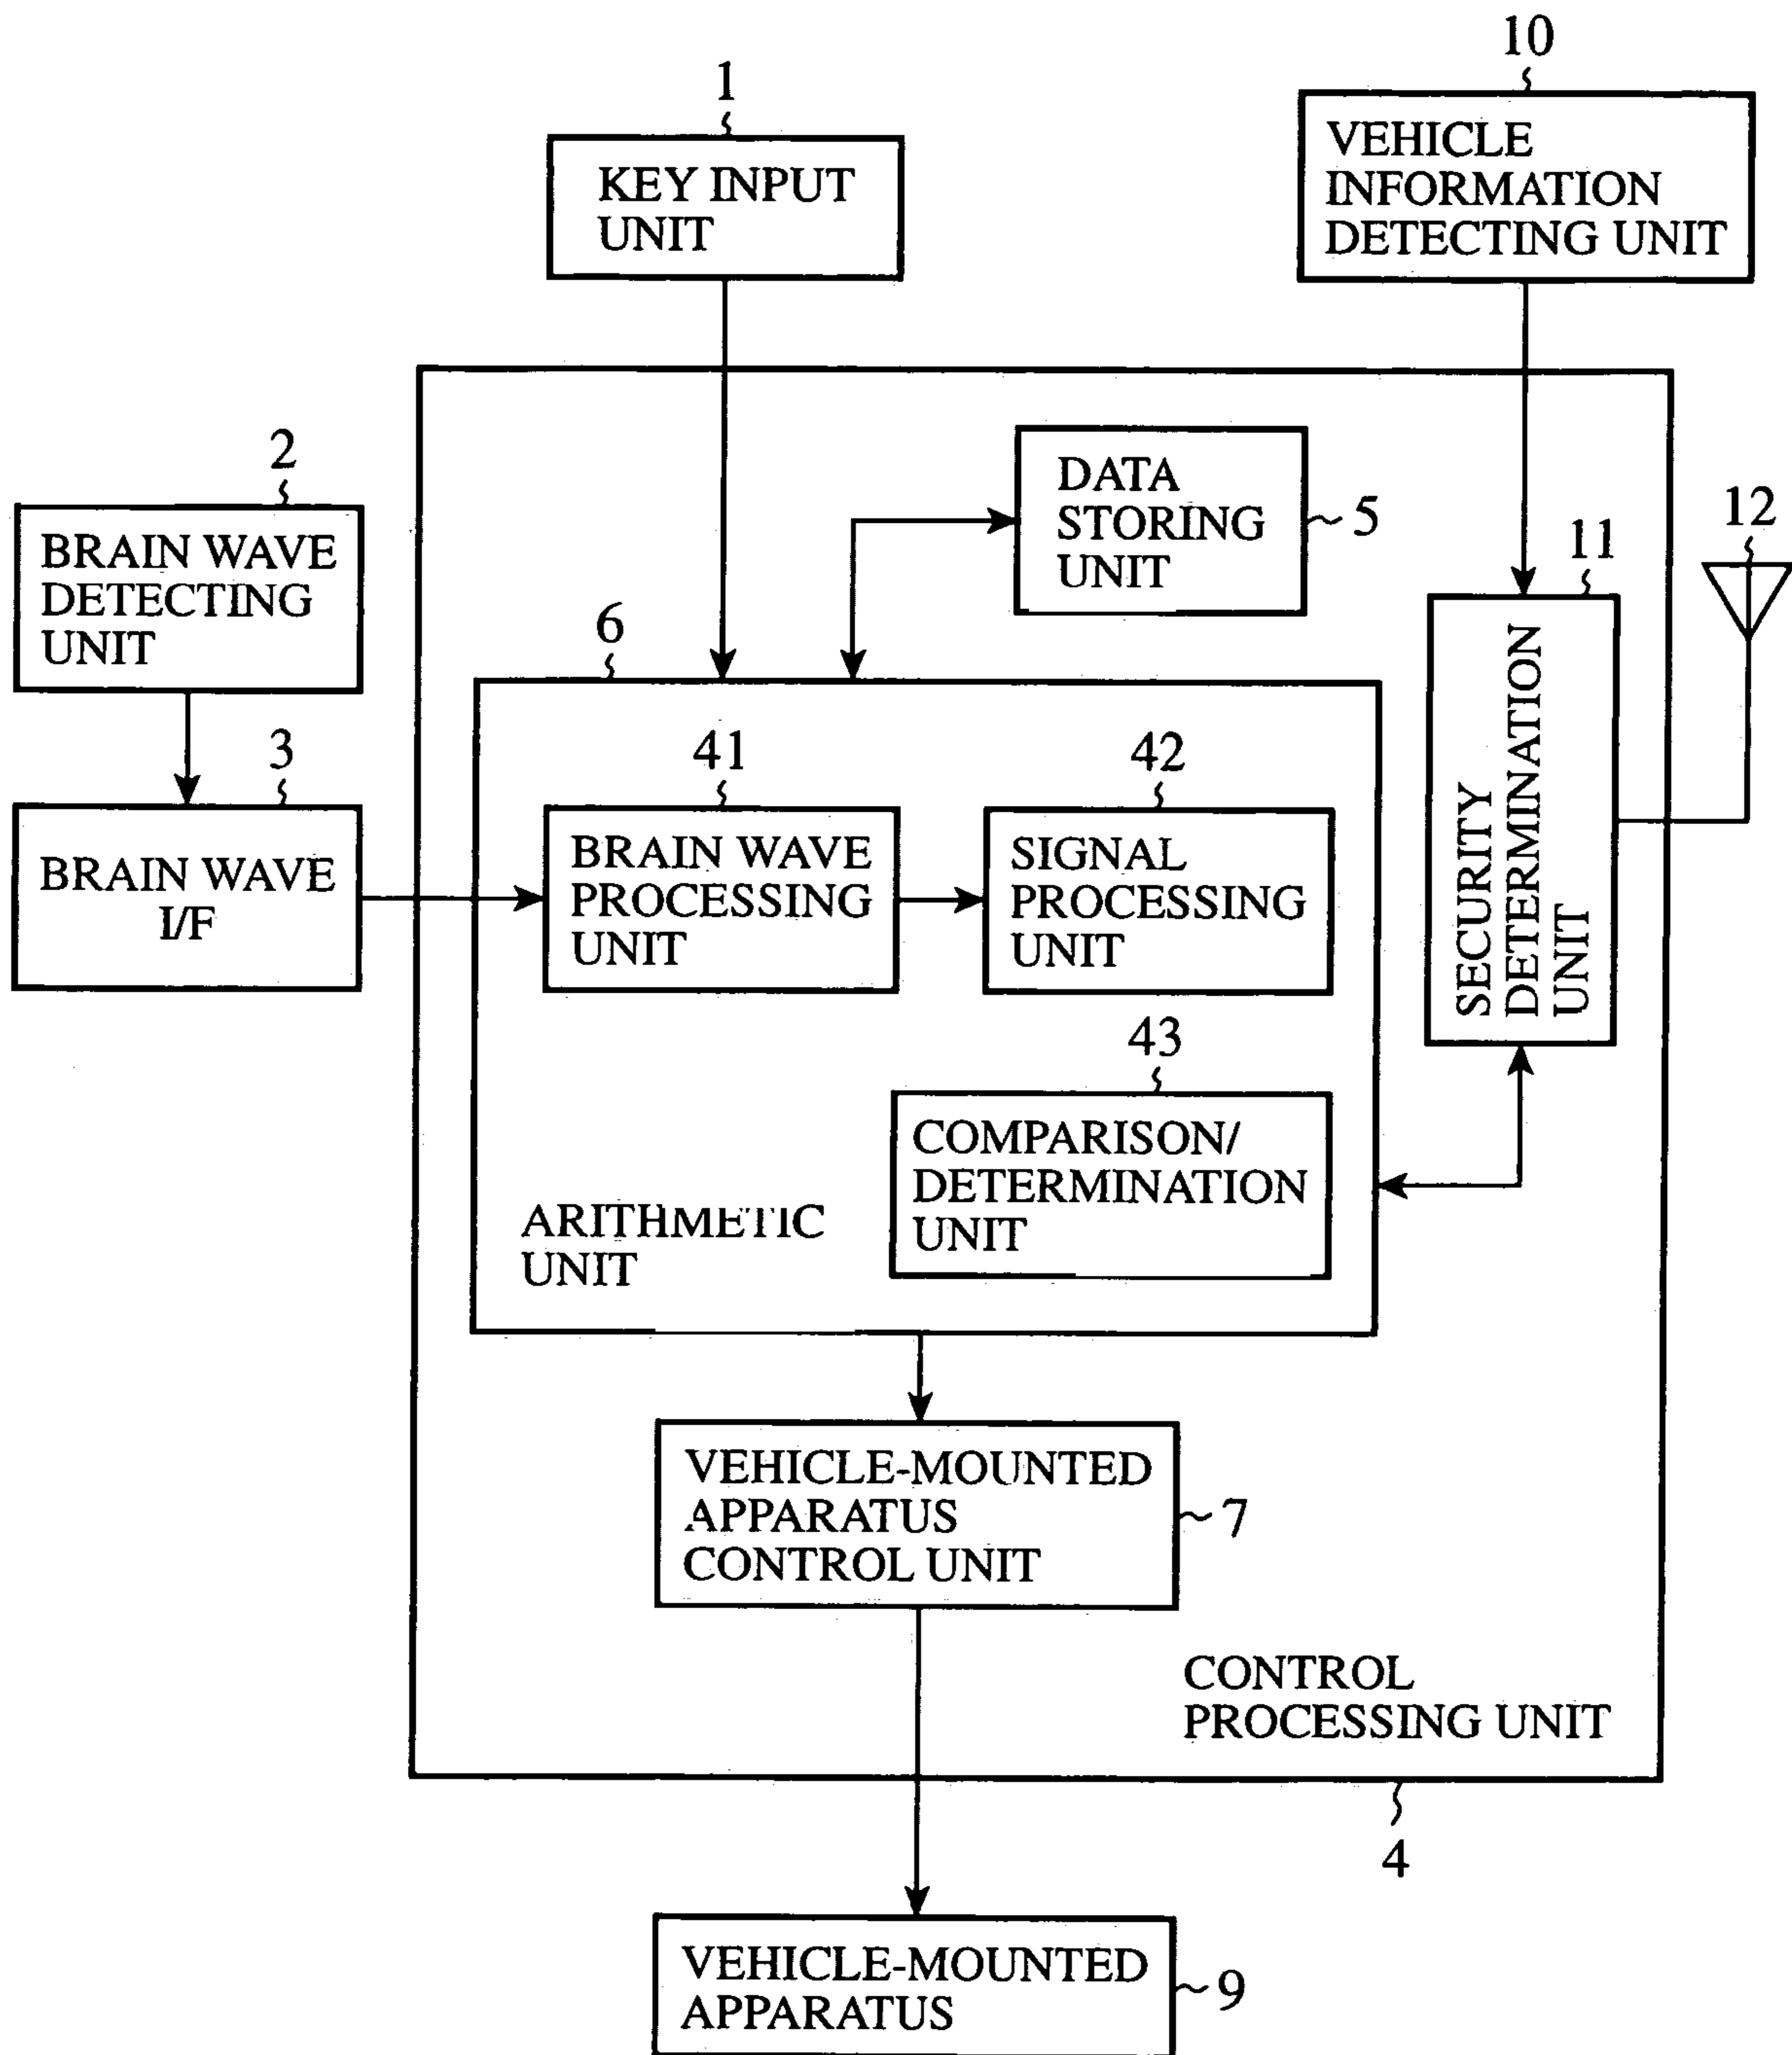 10
1
VEHICLE
INFORMATION
DETECTING UNIT
KEY INPUT
UNIT
2
DATA
STORING
UNIT
5
12
11
BRAIN WAVE
DETECTING
UNIT
6
SECURITY
DETERMINATION
UNIT
3
41
42
BRAIN WAVE
I/F
BRAIN WAVE
PROCESSING
UNIT
SIGNAL
PROCESSING
UNIT
43
COMPARISON/
DETERMINATION
UNIT
ARITHMETIC
UNIT
VEHICLE-MOUNTED
APPARATUS
CONTROL UNIT
7
CONTROL
PROCESSING UNIT
4
VEHICLE-MOUNTED
APPARATUS
9